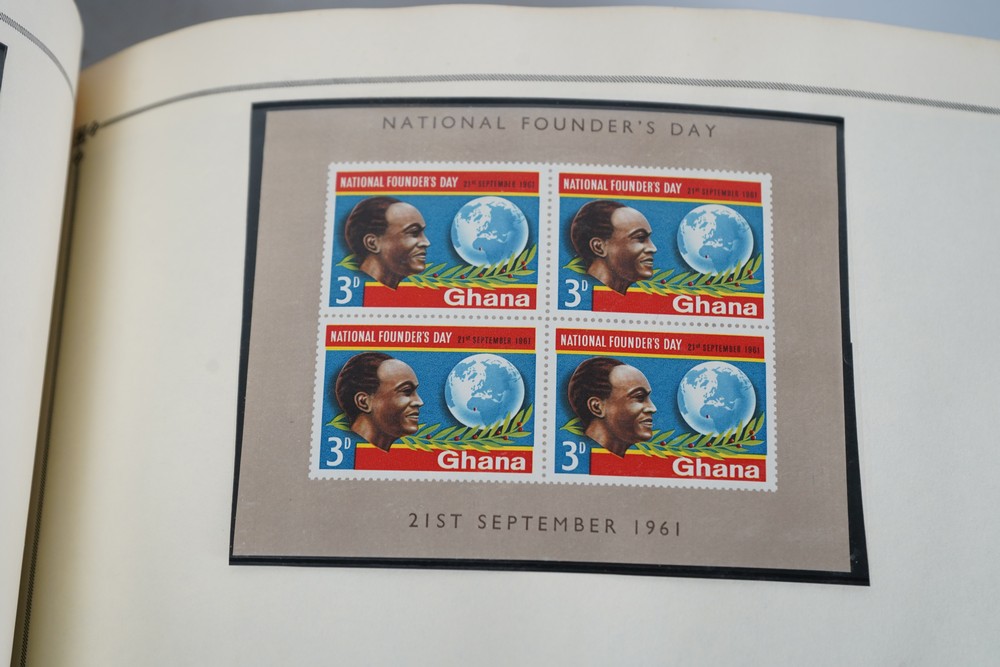 NATIONAL FOUNDER'S DAY
NATIONAL FOUNDER'S DAY 21ST SEPTEMBER 1961
3D
Ghana
NATIONAL FOUNDER'S DAY 21ST SEPTEMBER 1961
3D
Ghana
NATIONAL FOUNDER'S DAY 21ST SEPTEMBER 1961
3D
Ghana
NATIONAL FOUNDER'S DAY 21ST SEPTEMBER 1961
3D
Ghana
21ST SEPTEMBER 1961